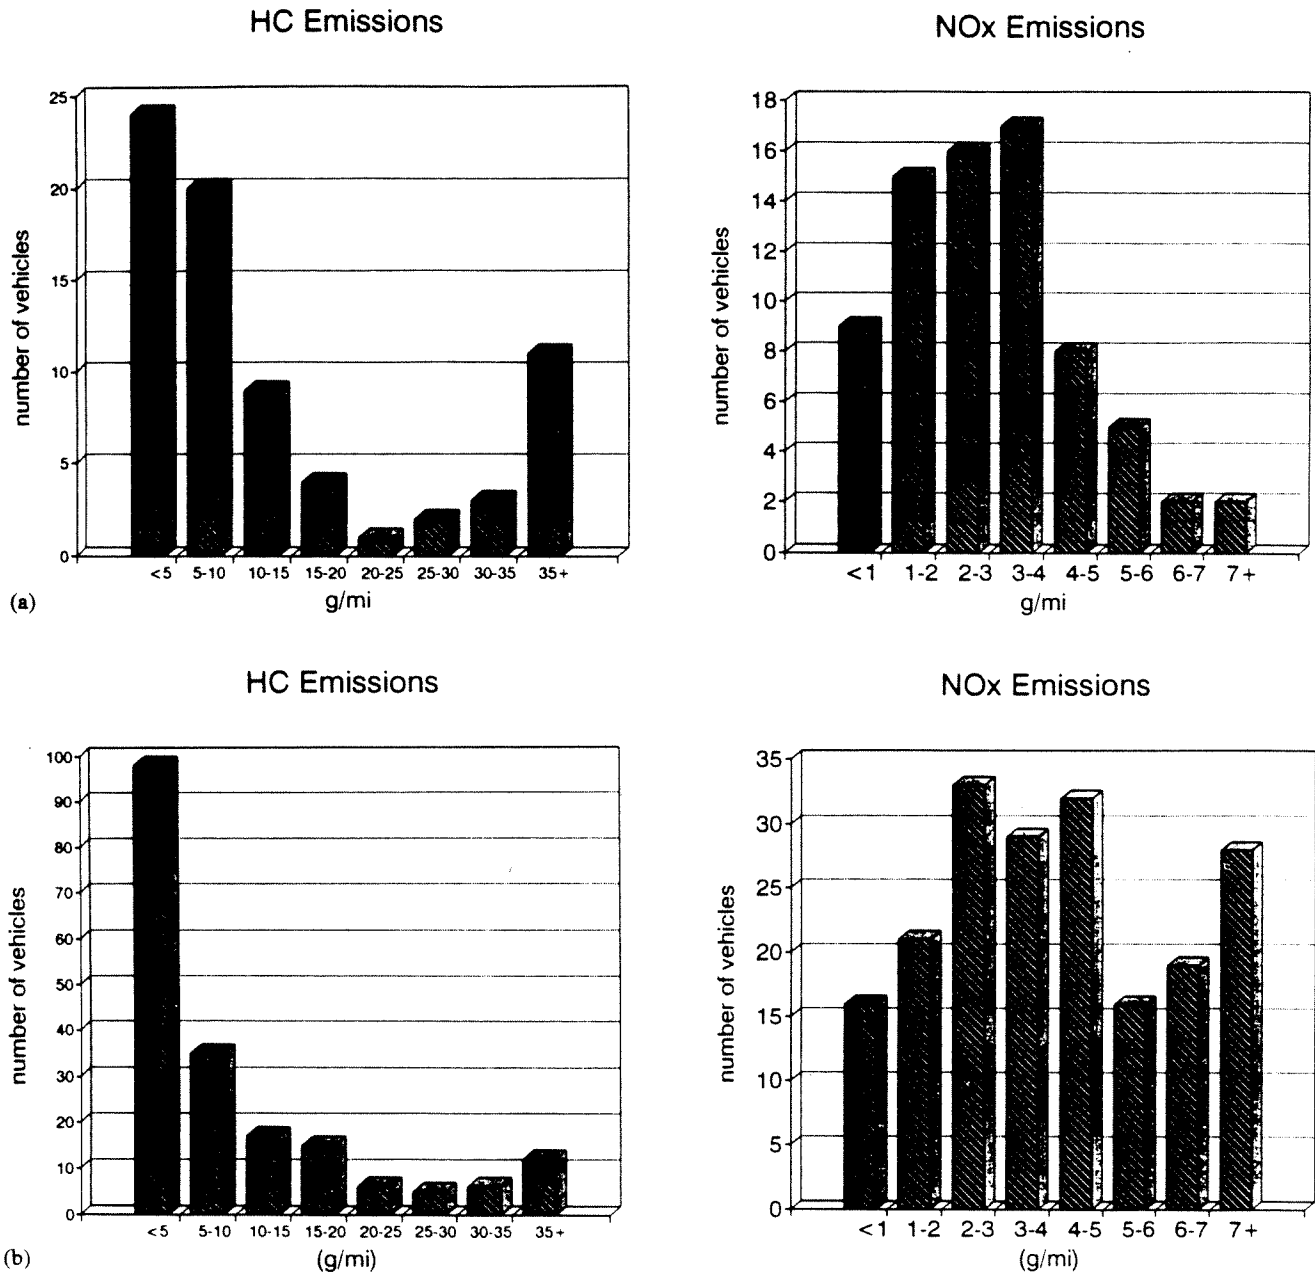 HC Emissions
25
20
15
10
5
0
number of vehicles
<5 5-10 10-15 15-20 20-25 25-30 30-35 35+
g/mi
(a)
NOx Emissions
18
16
14
12
10
8
6
4
2
0
number of vehicles
<1 1-2 2-3 3-4 4-5 5-6 6-7 7+
g/mi
HC Emissions
100
90
80
70
60
50
40
30
20
10
0
number of vehicles
<5 5-10 10-15 15-20 20-25 25-30 30-35 35+
(g/mi)
(b)
NOx Emissions
35
30
25
20
15
10
5
0
number of vehicles
<1 1-2 2-3 3-4 4-5 5-6 6-7 7+
(g/mi)